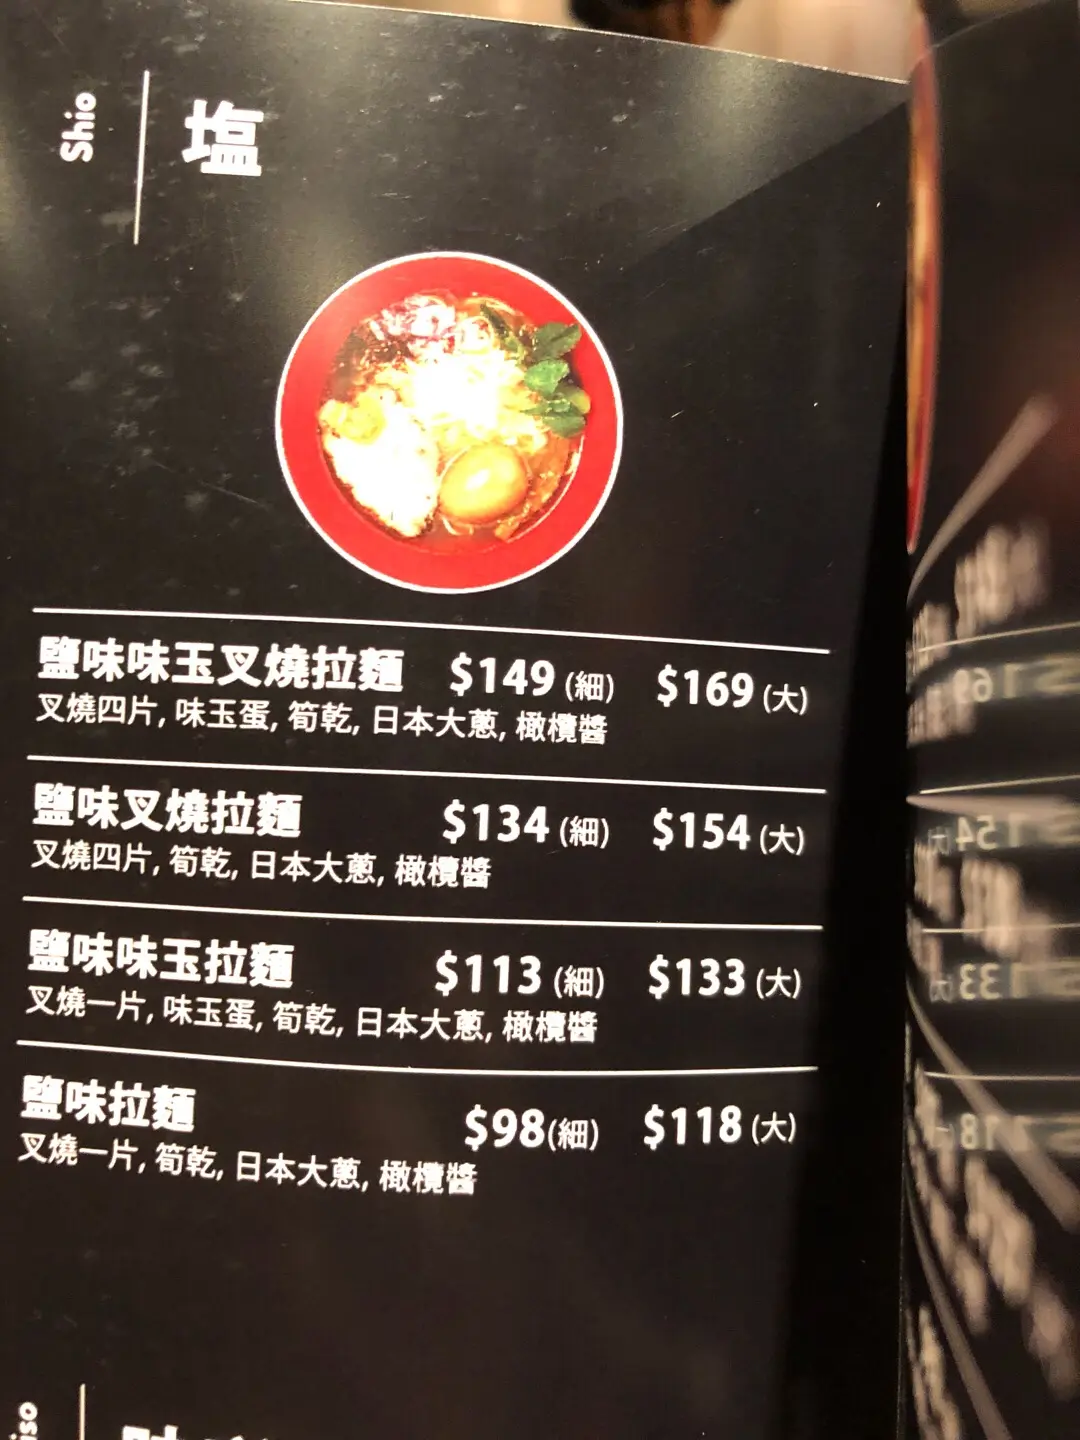 Shio
塩
鹽味味玉叉燒拉麵 $149 (細) $169 (大)
叉燒四片, 味玉蛋, 筍乾, 日本大蔥, 橄欖醬
鹽味叉燒拉麵 $134 (細) $154 (大)
叉燒四片, 筍乾, 日本大蔥, 橄欖醬
鹽味味玉拉麵 $113 (細) $133 (大)
叉燒一片, 味玉蛋, 筍乾, 日本大蔥, 橄欖醬
鹽味拉麵 $98(細) $118 (大)
叉燒一片, 筍乾, 日本大蔥, 橄欖醬